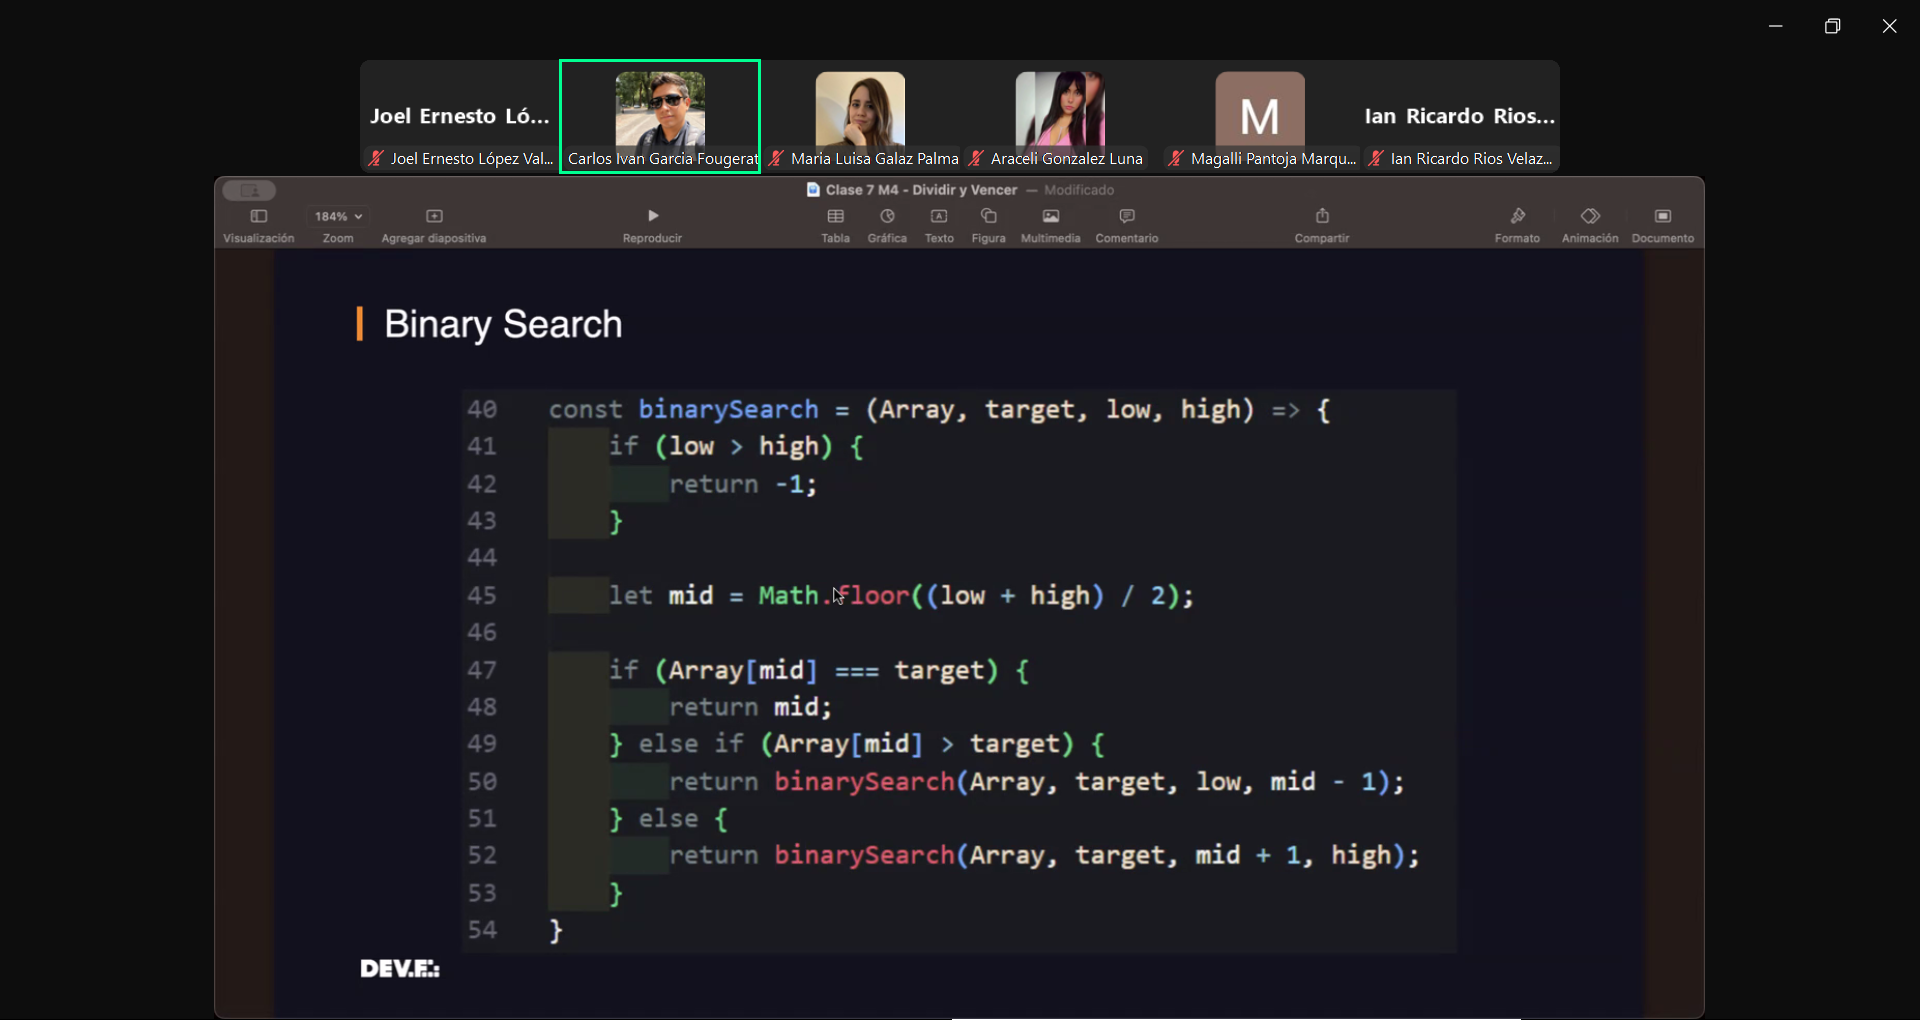 Joel Ernesto Ló...
M
Ian Ricardo Rios...
Joel Ernesto López Val...
Carlos Ivan Garcia Fougerat
Maria Luisa Galaz Palma
Araceli Gonzalez Luna
Magalli Pantoja Marqu...
Ian Ricardo Rios Velaz...
Clase 7 M4 - Dividir y Vencer — Modificado
184%
Visualización
Zoom
Agregar diapositiva
Reproducir
Tabla
Gráfica
Texto
Figura
Multimedia
Comentario
Compartir
Formato
Animación
Documento
Binary Search
40 const binarySearch = (Array, target, low, high) => {
41 if (low > high) {
42 return -1;
43 }
44
45 let mid = Math.floor((low + high) / 2);
46
47 if (Array[mid] === target) {
48 return mid;
49 } else if (Array[mid] > target) {
50 return binarySearch(Array, target, low, mid - 1);
51 } else {
52 return binarySearch(Array, target, mid + 1, high);
53 }
54 }
DEV.F.: